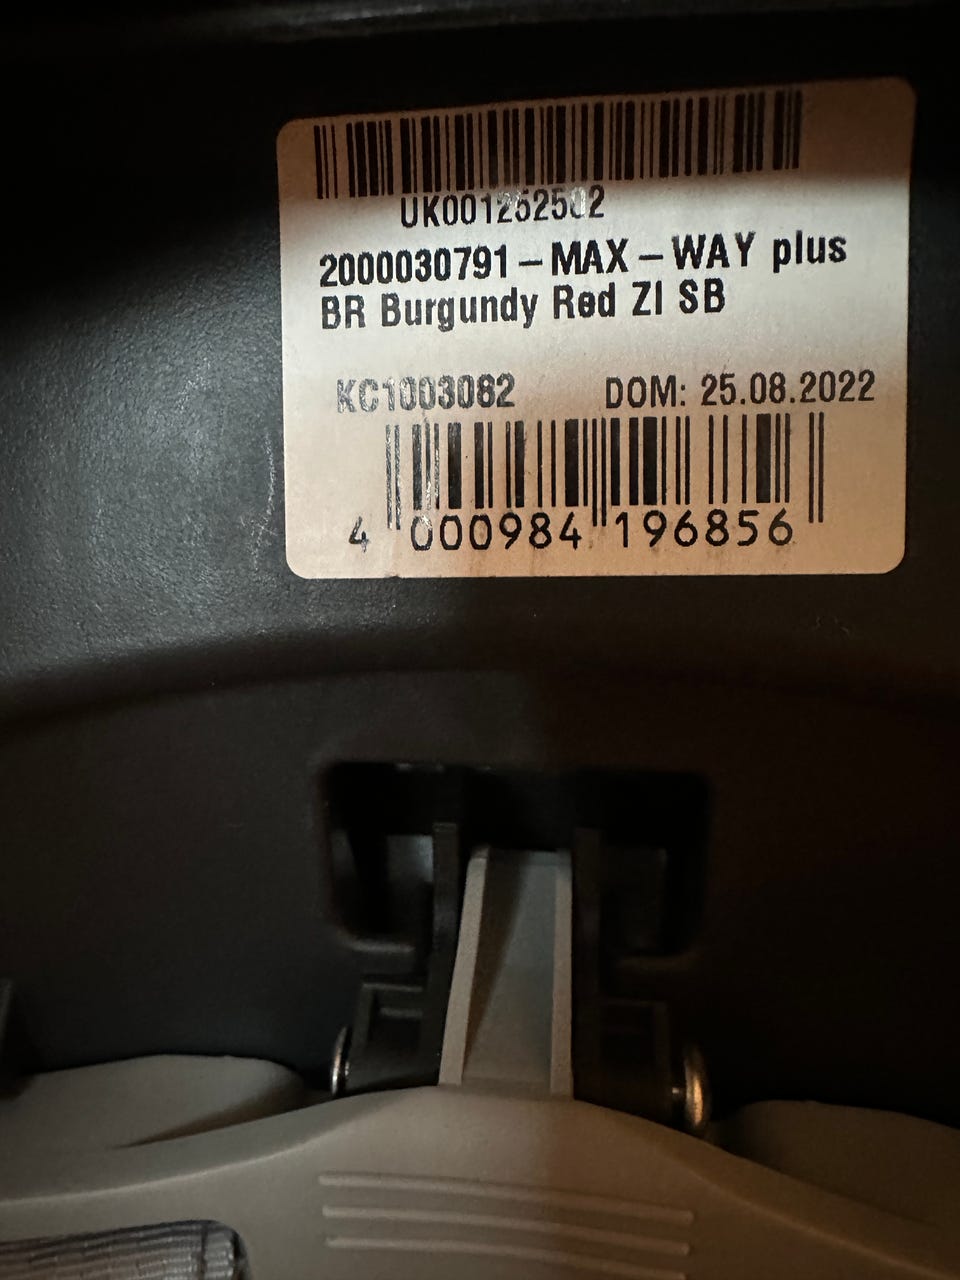 UK001252502
2000030791 – MAX – WAY plus
BR Burgundy Red ZI SB
KC1003082 DOM: 25.08.2022
4 000984 196856